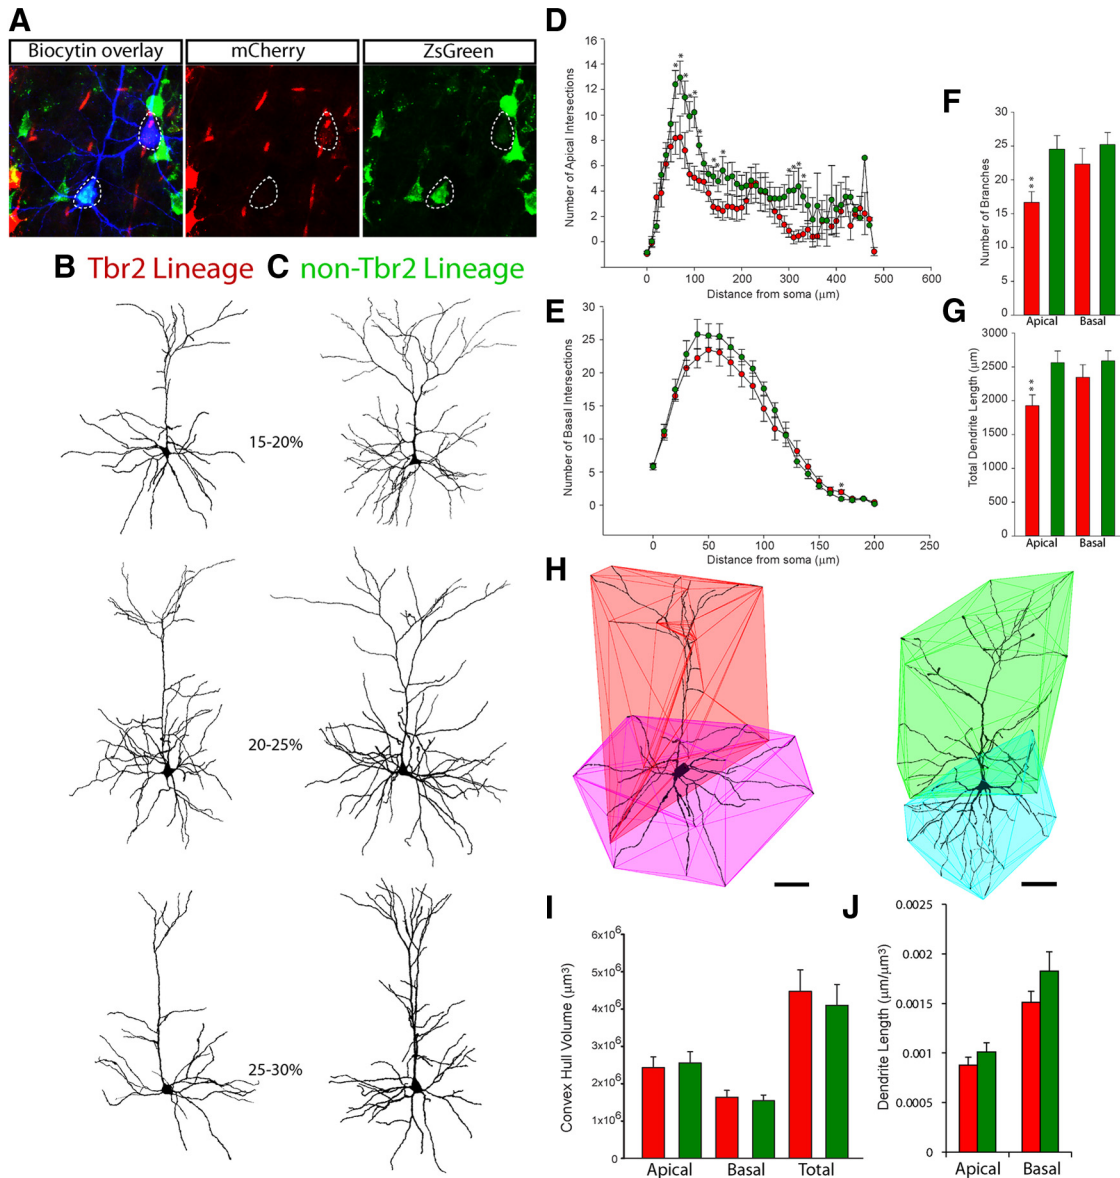 A
Biocytin overlay
mCherry
ZsGreen
B Tbr2 Lineage
C non-Tbr2 Lineage
15-20%
20-25%
25-30%
D
Number of Apical Intersections
16
14
12
10
8
6
4
2
0
* * * * * * * * * * *
0 100 200 300 400 500 600
Distance from soma (μm)
E
Number of Basal Intersections
30
25
20
15
10
5
0
*
0 50 100 150 200 250
Distance from soma (μm)
F
Number of Branches
30
25
20
15
10
5
0
**
Apical Basal
G
Total Dendrite Length (μm)
3000
2500
2000
1500
1000
500
0
**
Apical Basal
H
I
Convex Hull Volume (μm³)
6x10⁶
5x10⁶
4x10⁶
3x10⁶
2x10⁶
1x10⁶
0
Apical Basal Total
J
Dendrite Length (μm/μm³)
0.0025
0.002
0.0015
0.001
0.0005
0
Apical Basal